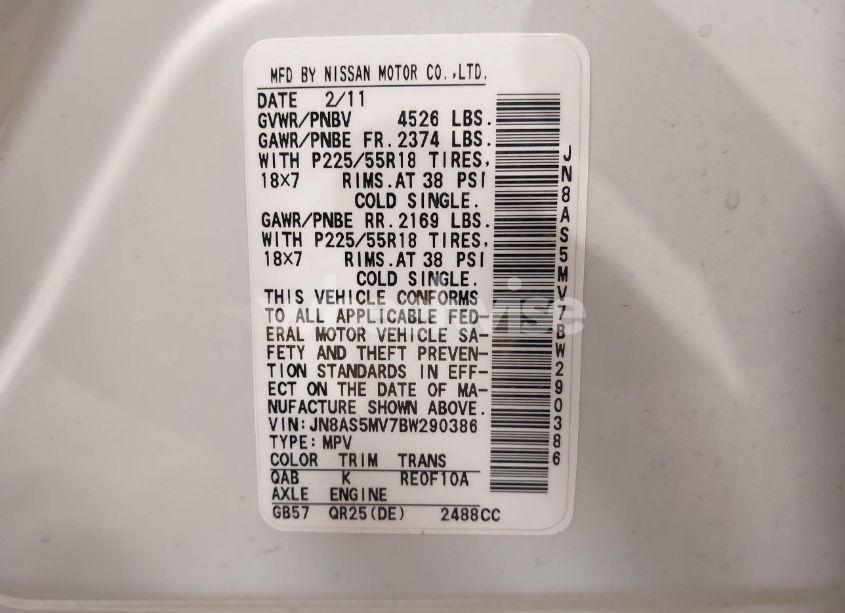 MFD BY NISSAN MOTOR CO.,LTD.
DATE 2/11
GVWR/PNBV 4526 LBS.
GAWR/PNBE FR.2374 LBS.
WITH P225/55R18 TIRES,
18×7 RIMS.AT 38 PSI
COLD SINGLE.
GAWR/PNBE RR.2169 LBS.
WITH P225/55R18 TIRES,
18×7 RIMS.AT 38 PSI
COLD SINGLE.
THIS VEHICLE CONFORMS
TO ALL APPLICABLE FED-
ERAL MOTOR VEHICLE SA-
FETY AND THEFT PREVEN-
TION STANDARDS IN EFF-
ECT ON THE DATE OF MA-
NUFACTURE SHOWN ABOVE.
VIN:JN8AS5MV7BW290386
TYPE:MPV
COLOR TRIM TRANS
QAB K RE0F10A
AXLE ENGINE
GB57 QR25(DE) 2488CC
JN8AS5MV7BW290386